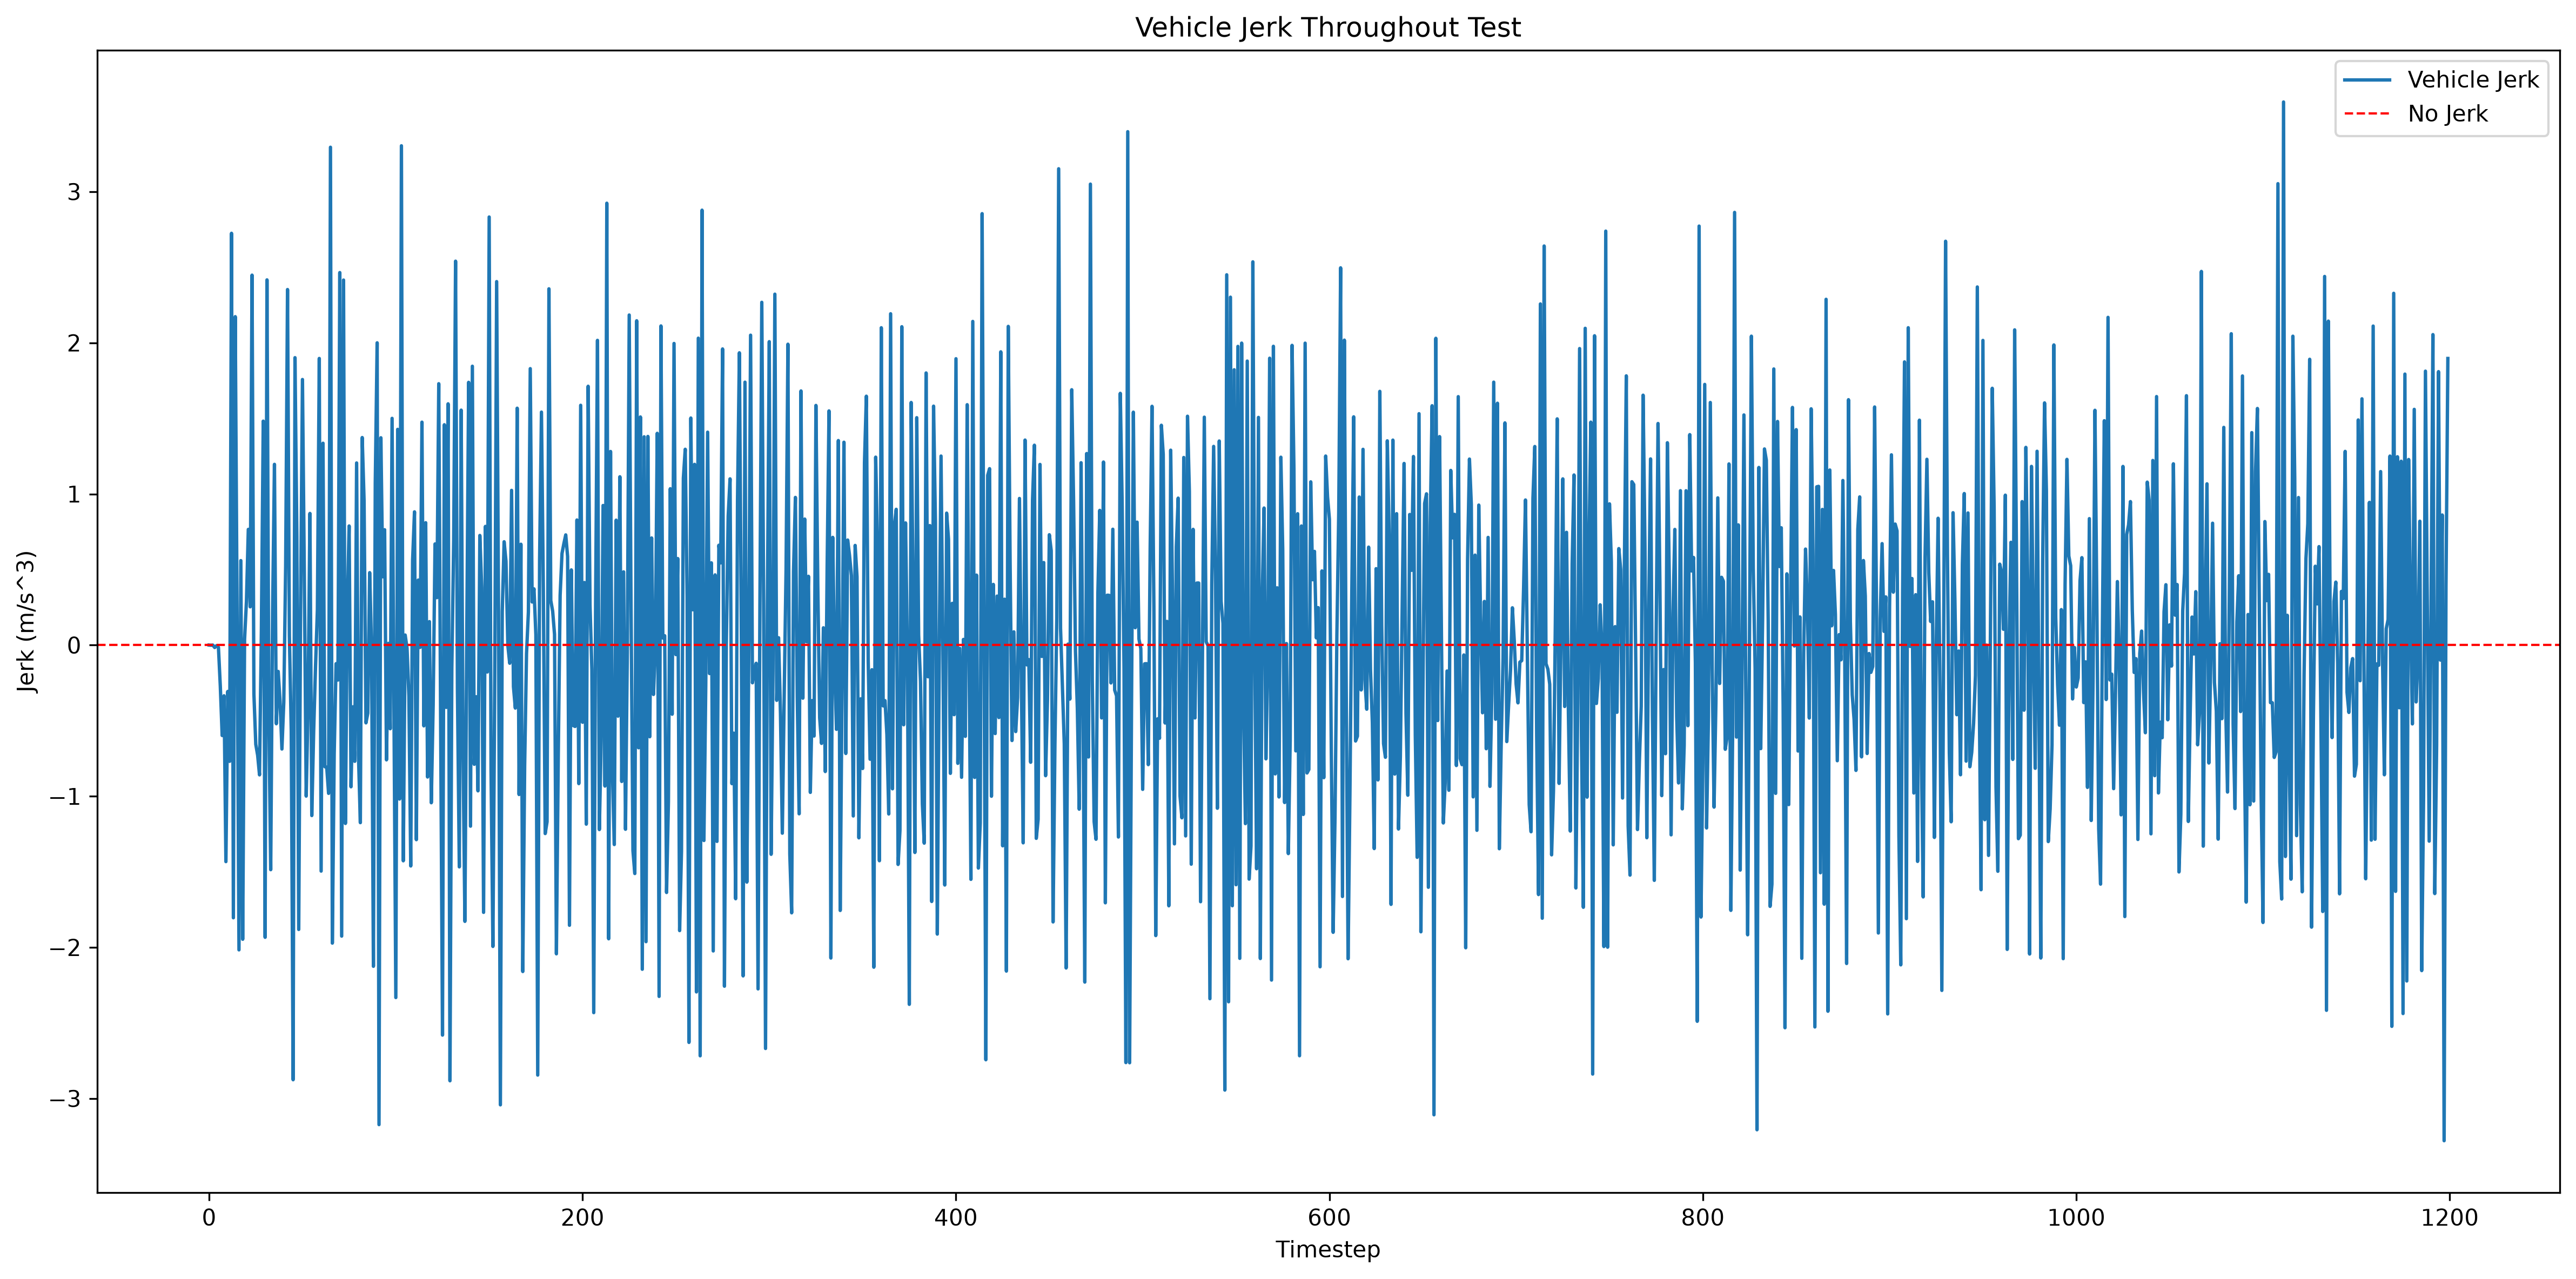 Vehicle Jerk Throughout Test
Vehicle Jerk
No Jerk
Jerk (m/s^3)
3
2
1
0
−1
−2
−3
0
200
400
600
800
1000
1200
Timestep